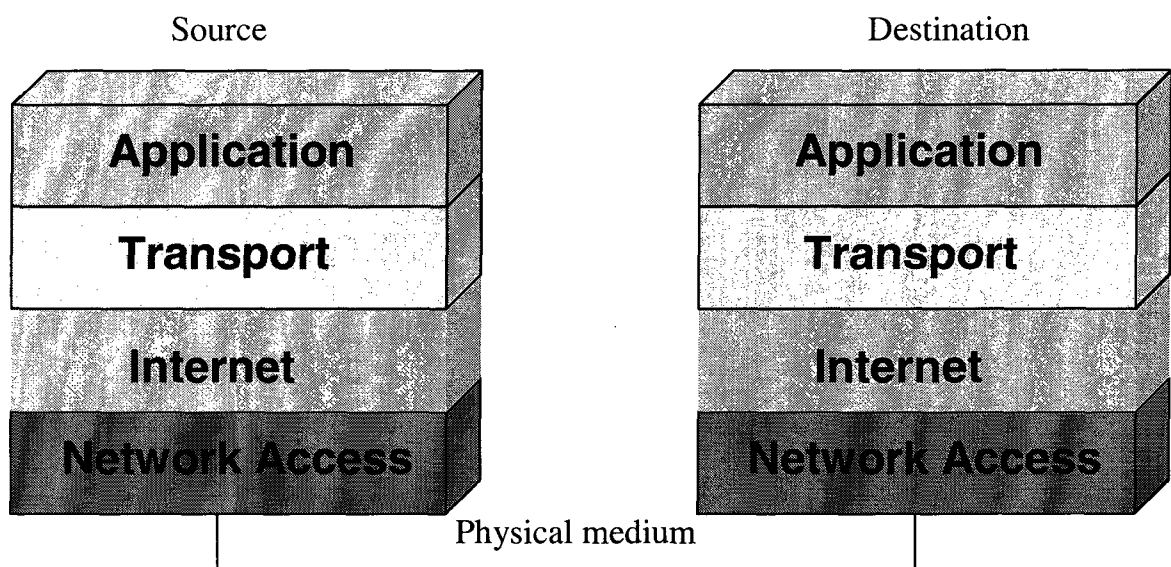 Source
Destination
Application
Application
Transport
Transport
Internet
Internet
Network Access
Network Access
Physical medium